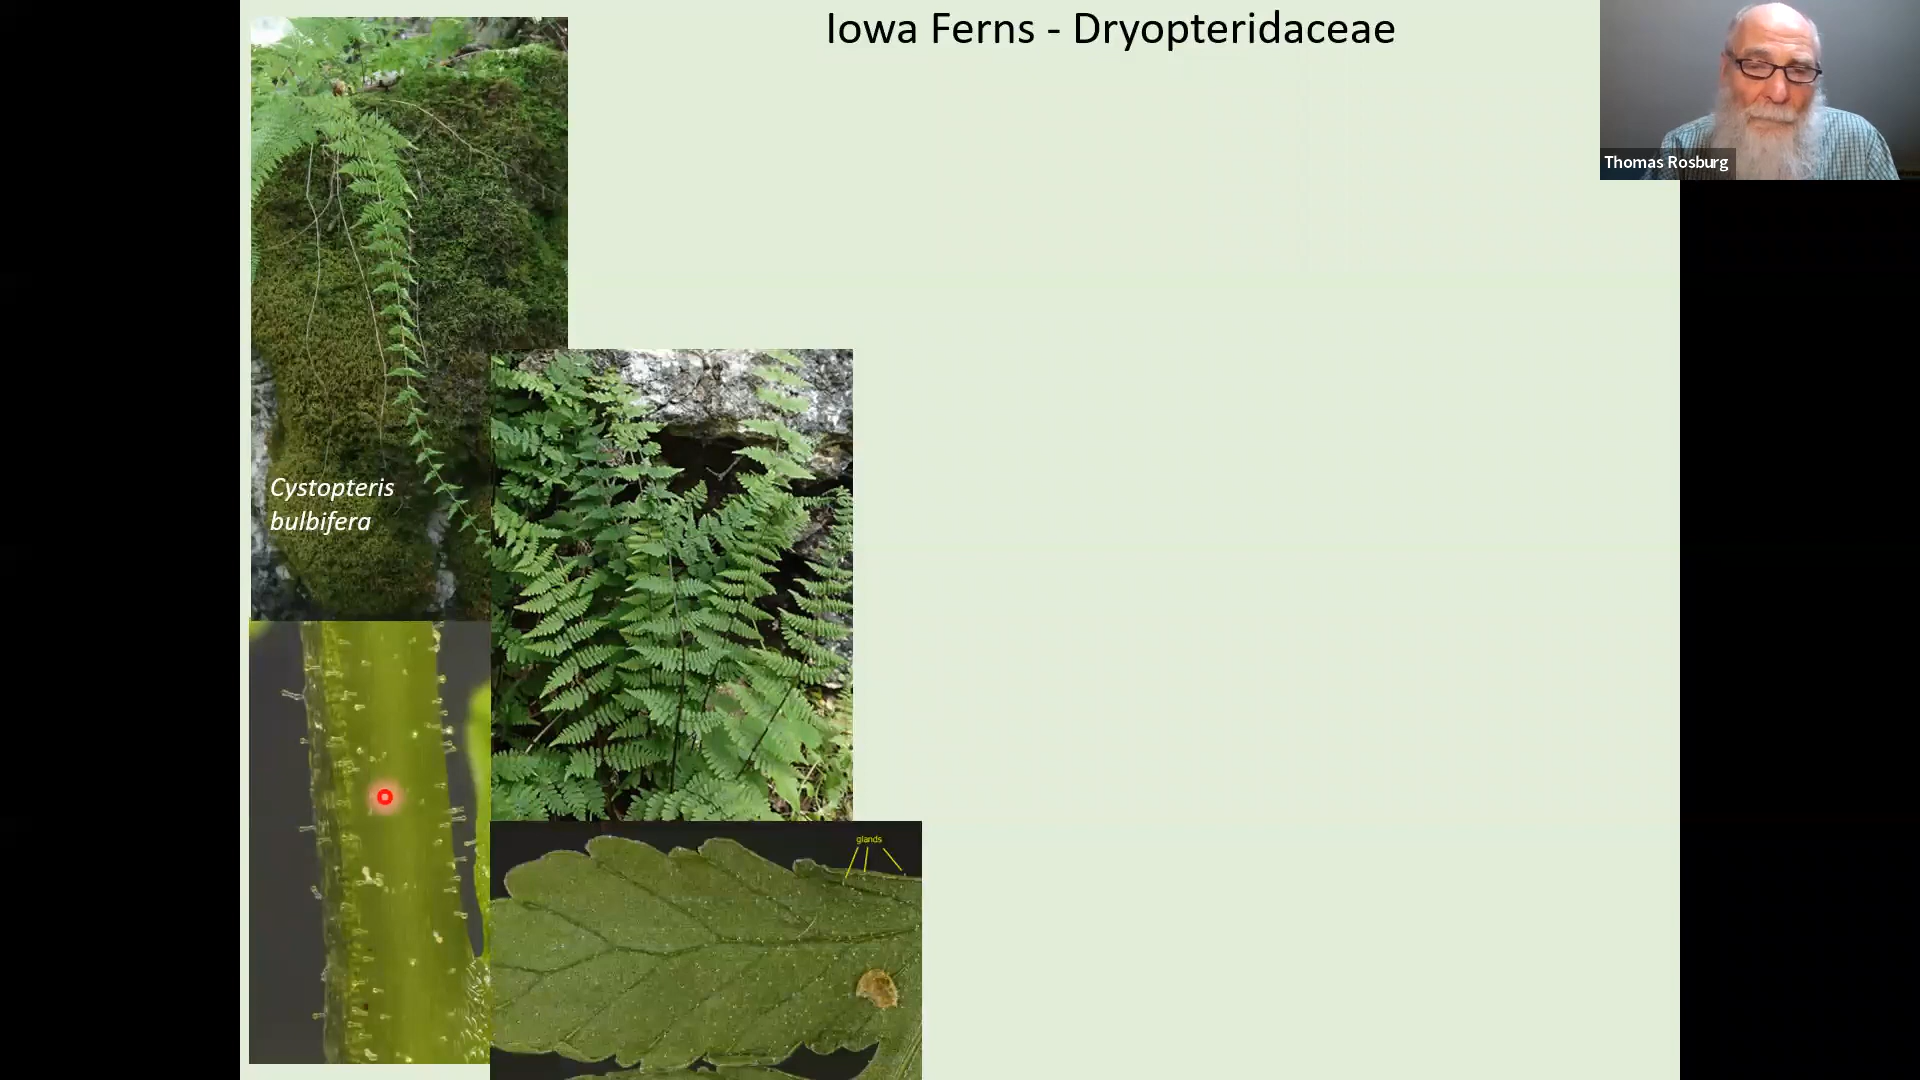 Iowa Ferns - Dryopteridaceae
Thomas Rosburg
Cystopteris
bulbifera
glands